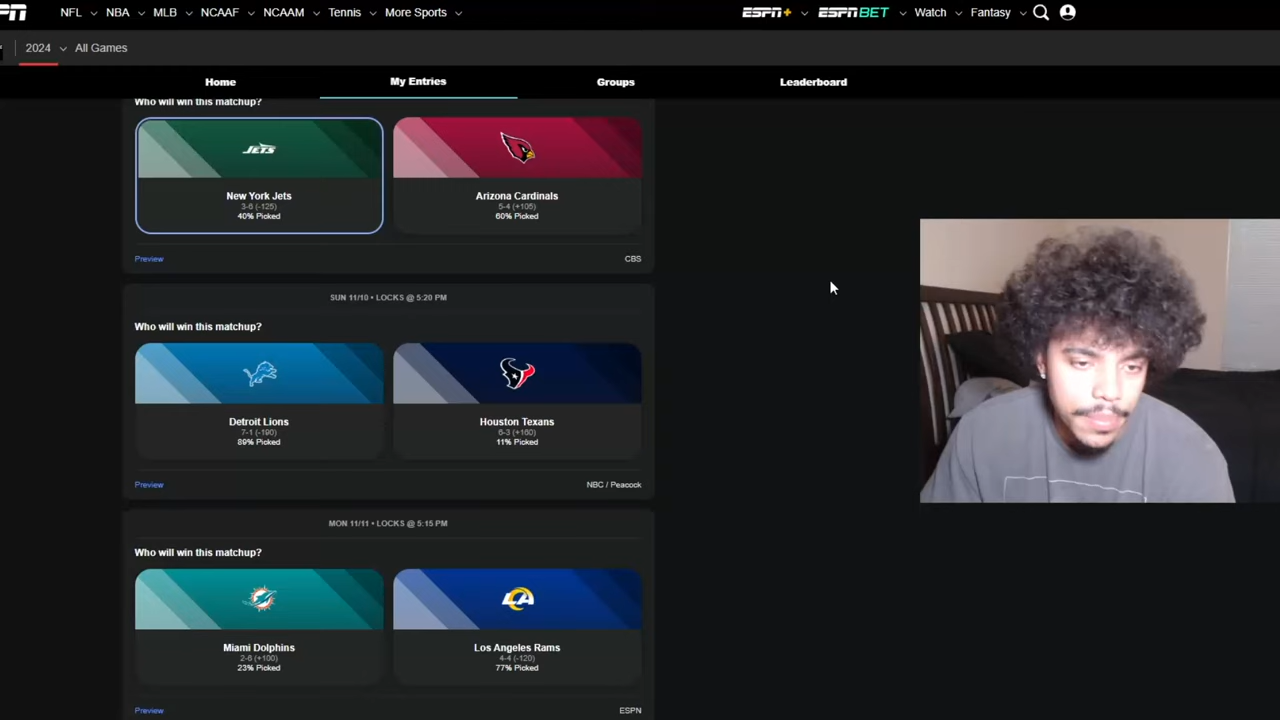 PN
NFL
NBA
MLB
NCAAF
NCAAM
Tennis
More Sports
ESPN+
ESPN BET
Watch
Fantasy
2024
All Games
Home
My Entries
Groups
Leaderboard
Who will win this matchup?
JETS
New York Jets
3-6 (-125)
40% Picked
Arizona Cardinals
5-4 (+105)
60% Picked
Preview
CBS
SUN 11/10 • LOCKS @ 5:20 PM
Who will win this matchup?
Detroit Lions
7-1 (-190)
89% Picked
Houston Texans
6-3 (+160)
11% Picked
Preview
NBC / Peacock
MON 11/11 • LOCKS @ 5:15 PM
Who will win this matchup?
LA
Miami Dolphins
2-6 (+100)
23% Picked
Los Angeles Rams
4-4 (-120)
77% Picked
Preview
ESPN